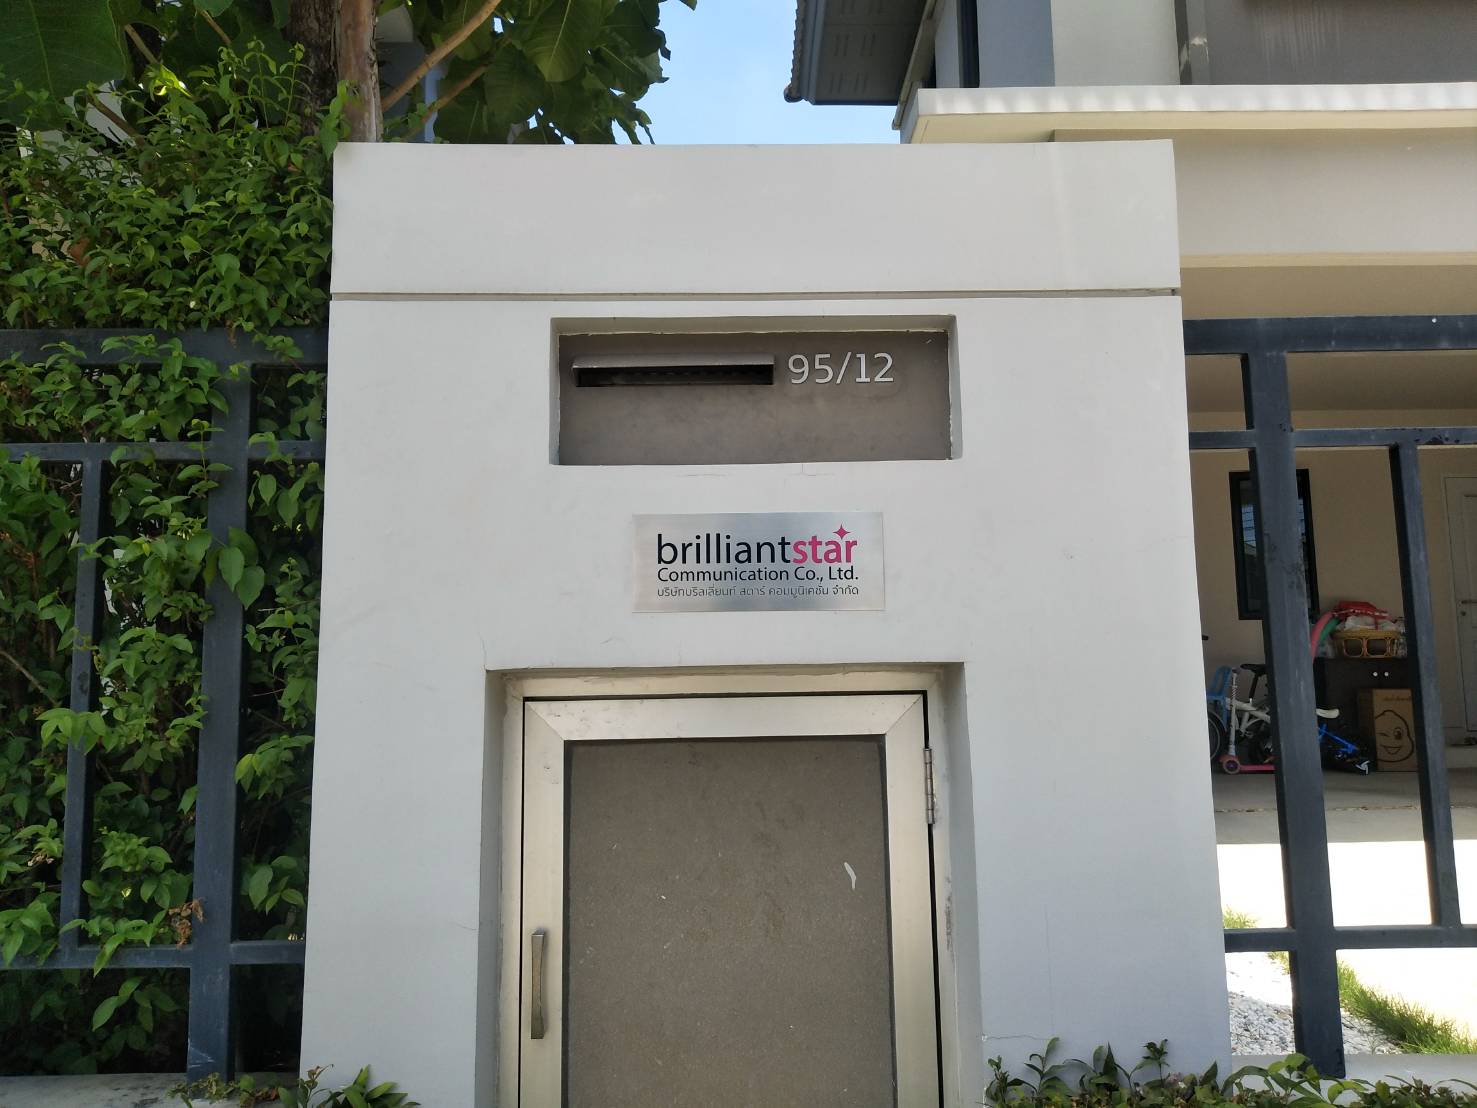 95/12
brilliantstar
Communication Co., Ltd.
บริษัทบริลเลี่ยนท์ สตาร์ คอมมูนิเคชั่น จำกัด